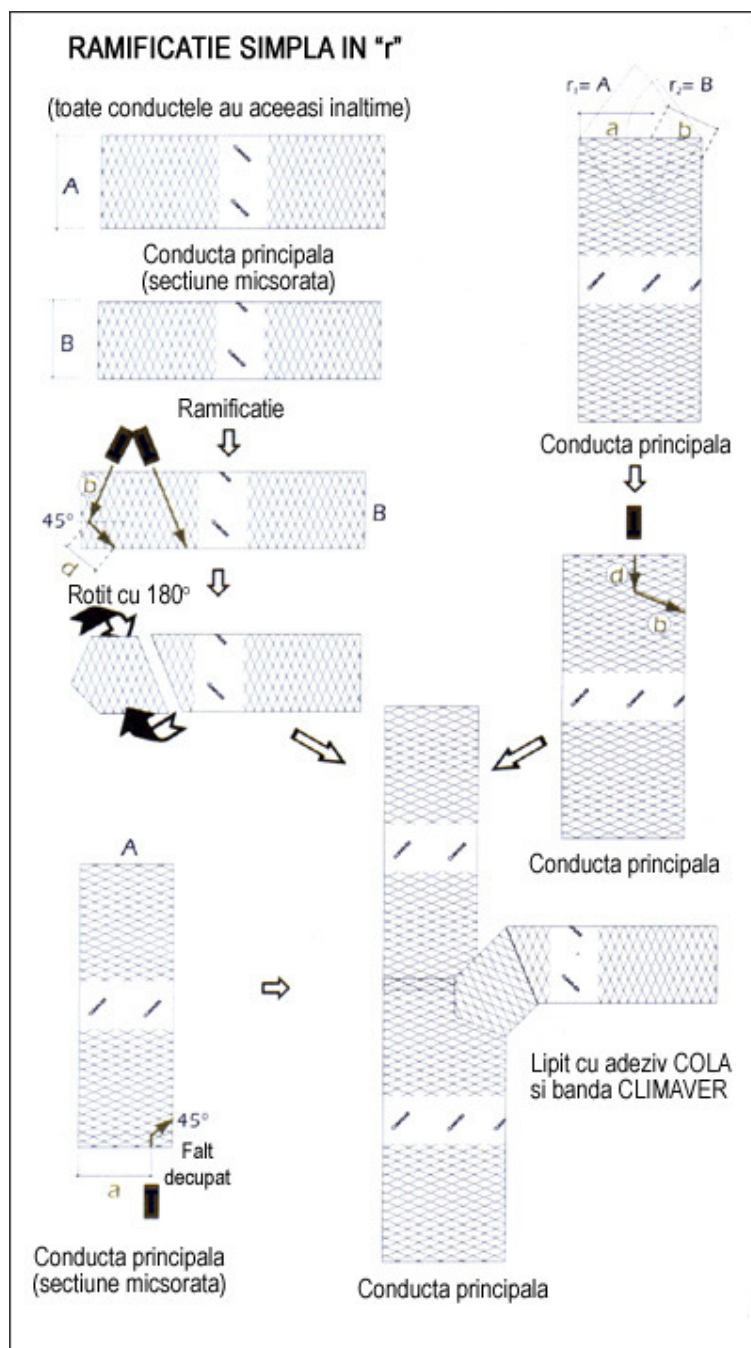 RAMIFICATIE SIMPLA IN “r”
(toate conductele au aceeasi inaltime)
A
Conducta principala
(sectiune micsorata)
B
Ramificatie
b
45°
d
B
Rotit cu 180°
r₁= A r₂= B
a b
Conducta principala
d
b
Conducta principala
A
45°
Falt
decupat
a
Conducta principala
(sectiune micsorata)
Lipit cu adeziv COLA
si banda CLIMAVER
Conducta principala